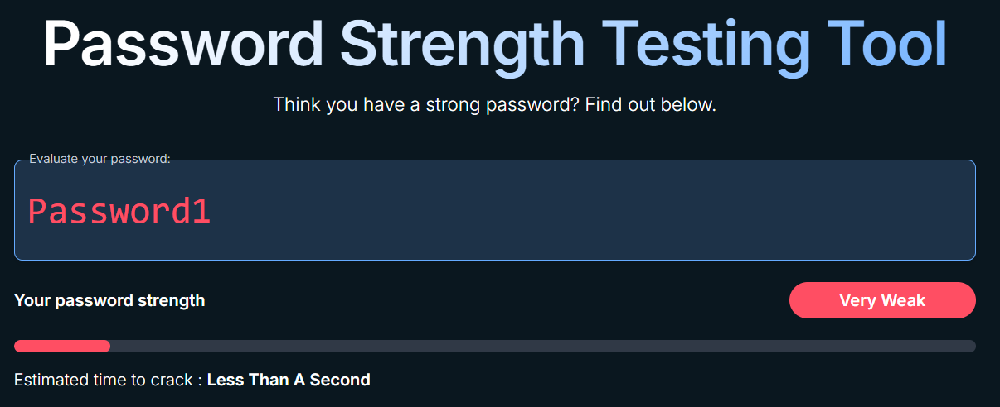 Password Strength Testing Tool
Think you have a strong password? Find out below.
Evaluate your password:
Password1
Your password strength
Very Weak
Estimated time to crack : Less Than A Second